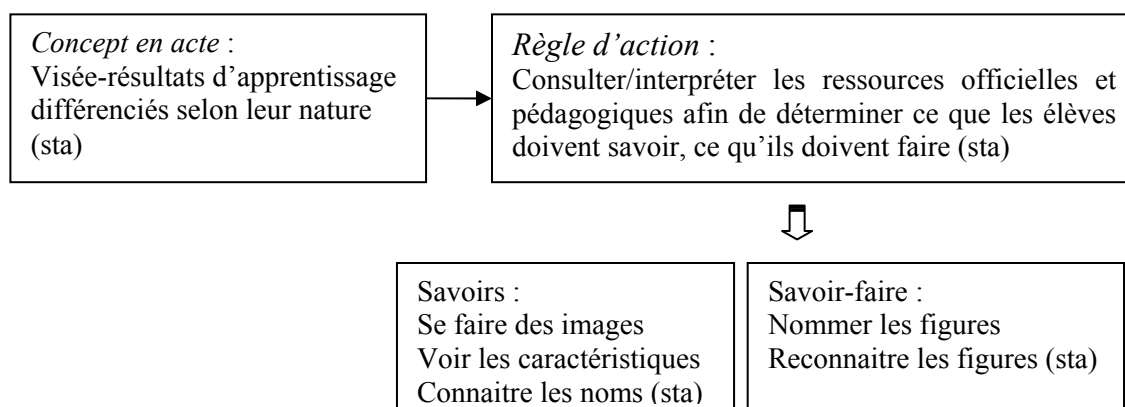 Concept en acte :
Visée-résultats d’apprentissage
différenciés selon leur nature
(sta)
Règle d’action :
Consulter/interpréter les ressources officielles et
pédagogiques afin de déterminer ce que les élèves
doivent savoir, ce qu’ils doivent faire (sta)
Savoirs :
Se faire des images
Voir les caractéristiques
Connaitre les noms (sta)
Savoir-faire :
Nommer les figures
Reconnaitre les figures (sta)